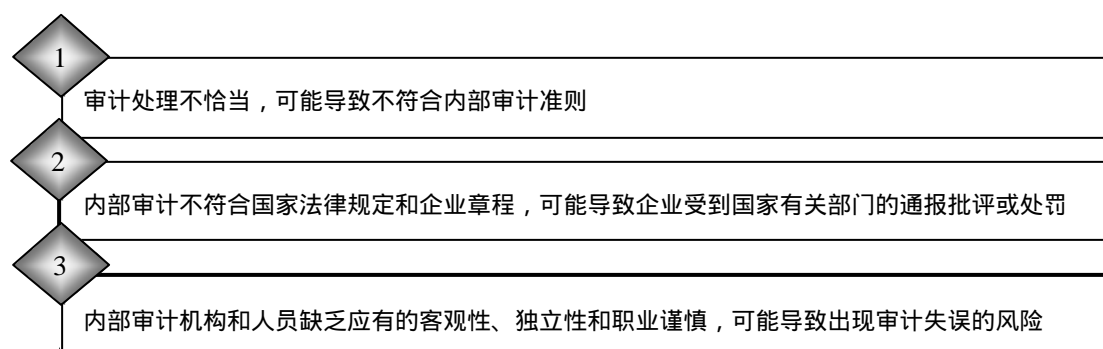 1
审计处理不恰当，可能导致不符合内部审计准则
2
内部审计不符合国家法律规定和企业章程，可能导致企业受到国家有关部门的通报批评或处罚
3
内部审计机构和人员缺乏应有的客观性、独立性和职业谨慎，可能导致出现审计失误的风险